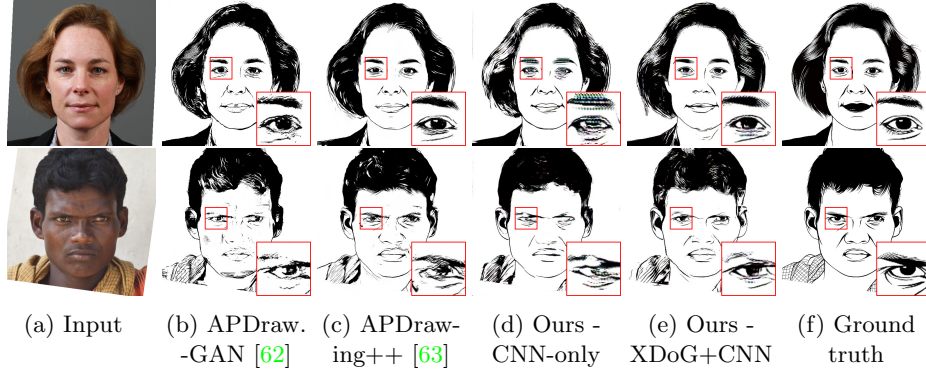 (a) Input
(b) APDraw.
-GAN [62]
(c) APDraw-
ing++ [63]
(d) Ours -
CNN-only
(e) Ours -
XDoG+CNN
(f) Ground
truth